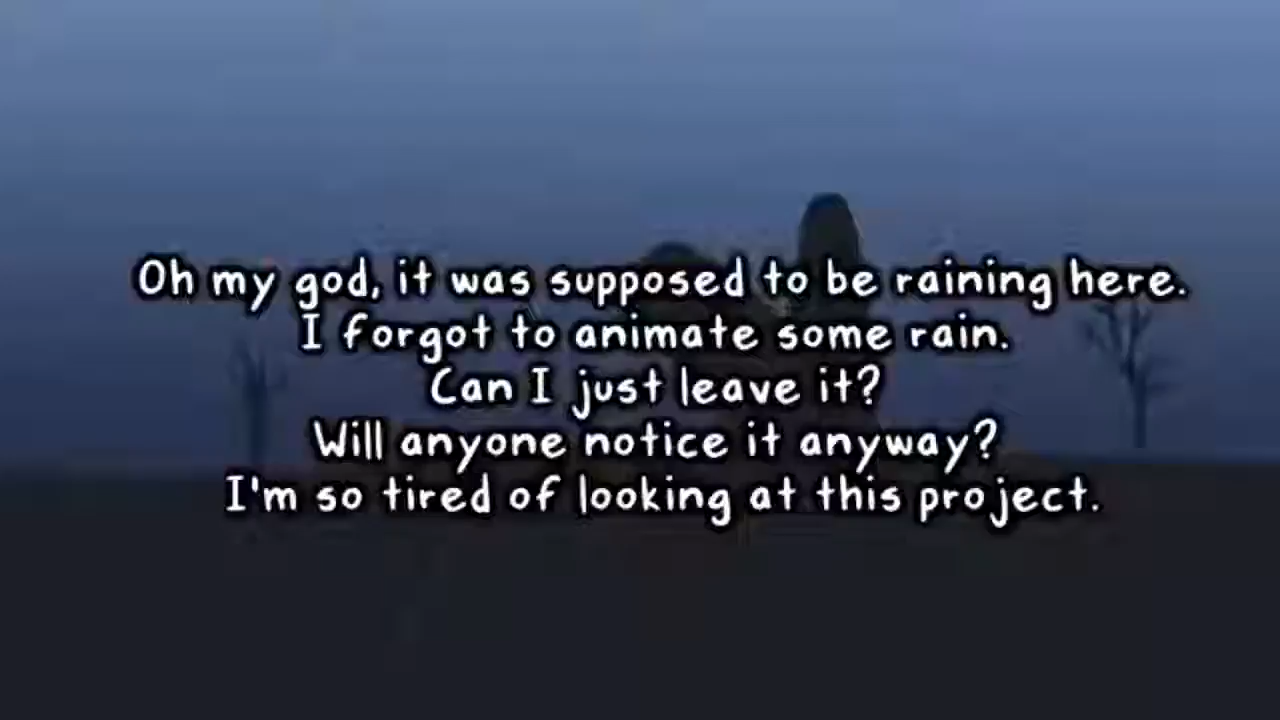 Oh my god, it was supposed to be raining here.
I forgot to animate some rain.
Can I just leave it?
Will anyone notice it anyway?
I'm so tired of looking at this project.